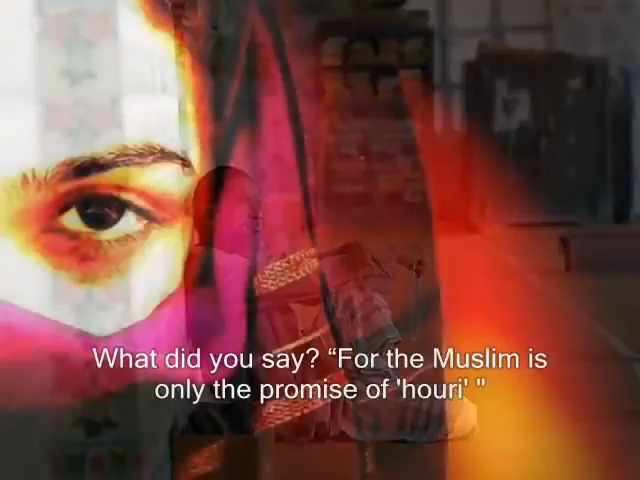 What did you say? “For the Muslim is
only the promise of 'houri' "